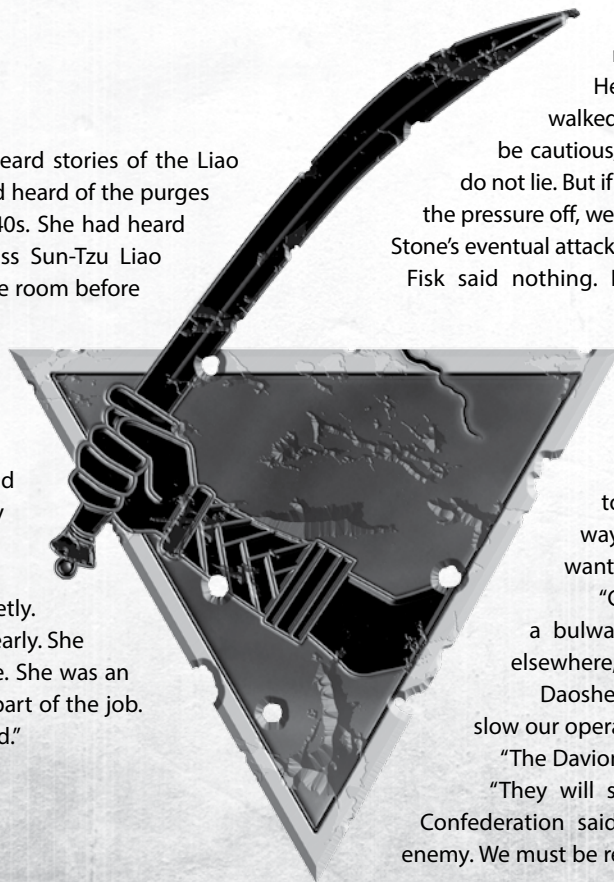 eard stories of the Liao
heard of the purges
40s. She had heard
ss Sun-Tzu Liao
e room before
etly.
early. She
e. She was an
part of the job.
d.”
He
walked
be cautious
do not lie. But if
the pressure off, we
Stone’s eventual attack
Fisk said nothing.
to
way
want
a bulwa
elsewhere,
Daoshe
slow our opera
“The Davion
“They will s
Confederation said
enemy. We must be re